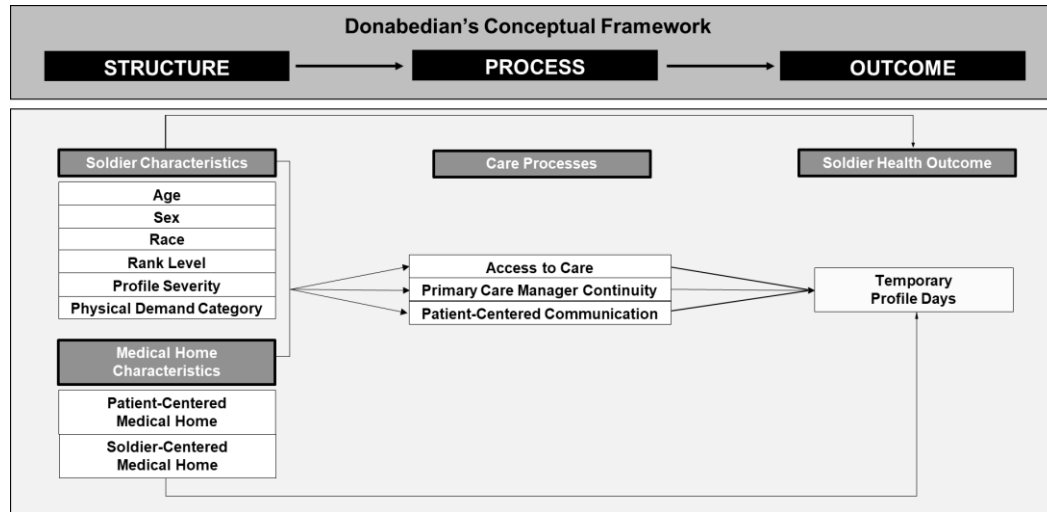 Donabedian's Conceptual Framework
STRUCTURE
PROCESS
OUTCOME
Soldier Characteristics
Age
Sex
Race
Rank Level
Profile Severity
Physical Demand Category
Medical Home
Characteristics
Patient-Centered
Medical Home
Soldier-Centered
Medical Home
Care Processes
Access to Care
Primary Care Manager Continuity
Patient-Centered Communication
Soldier Health Outcome
Temporary
Profile Days